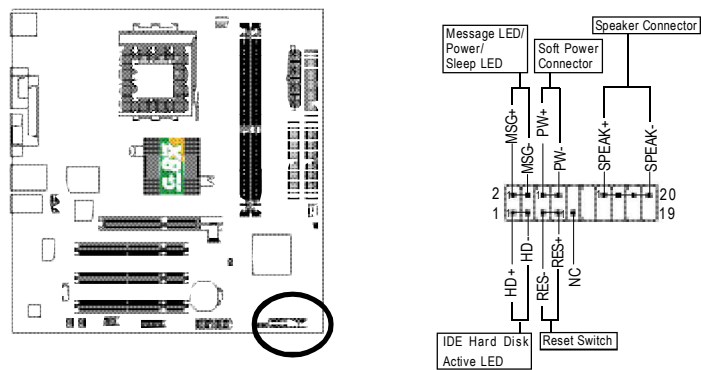 Speaker Connector
Message LED/
Power/
Sleep LED
Soft Power
Connector
MSG+
MSG-
PW+
PW-
SPEAK+
SPEAK-
2
20
1
19
HD+
HD-
RES-
RES+
NC
IDE Hard Disk
Active LED
Reset Switch